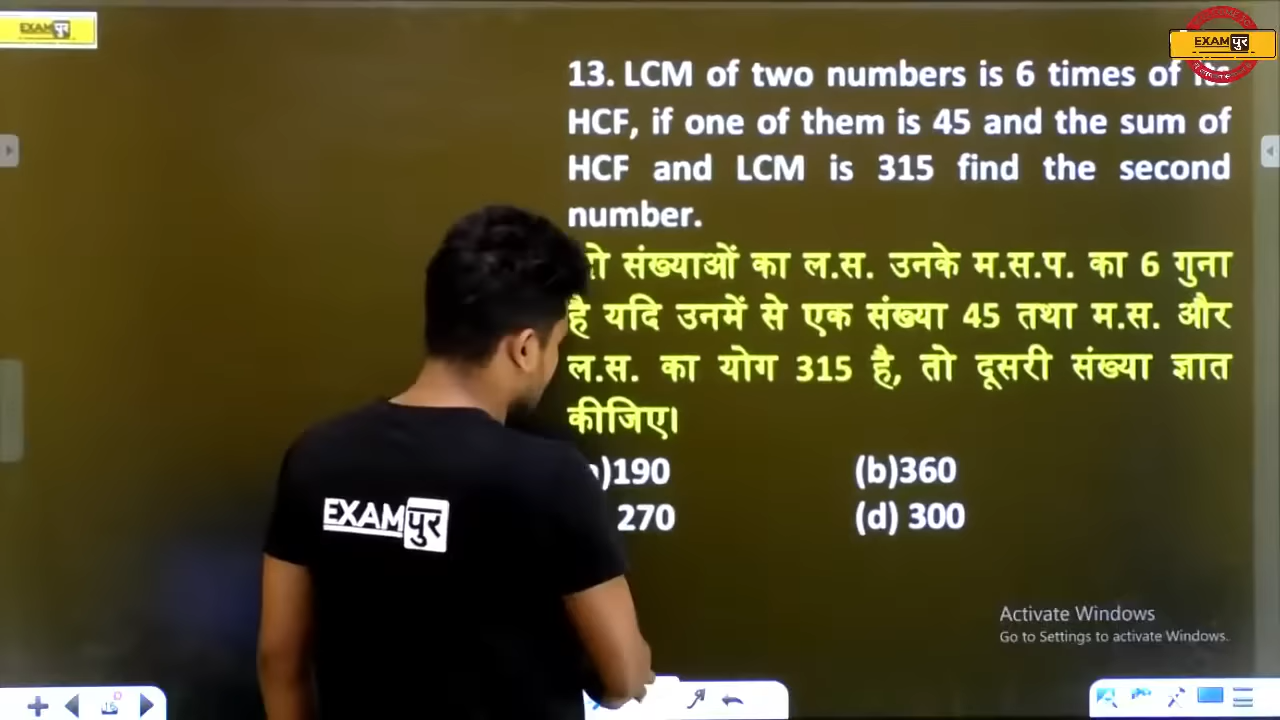 EXAMपुर
EXAMपुर
13. LCM of two numbers is 6 times of its
HCF, if one of them is 45 and the sum of
HCF and LCM is 315 find the second
number.
संख्याओं का ल.स. उनके म.स.प. का 6 गुना
है यदि उनमें से एक संख्या 45 तथा म.स. और
ल.स. का योग 315 है, तो दूसरी संख्या ज्ञात
कीजिए।
)190 (b)360
270 (d) 300
EXAMपुर
Activate Windows
Go to Settings to activate Windows.